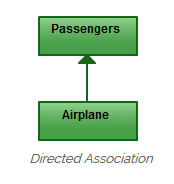 Passengers
Airplane
Directed Association